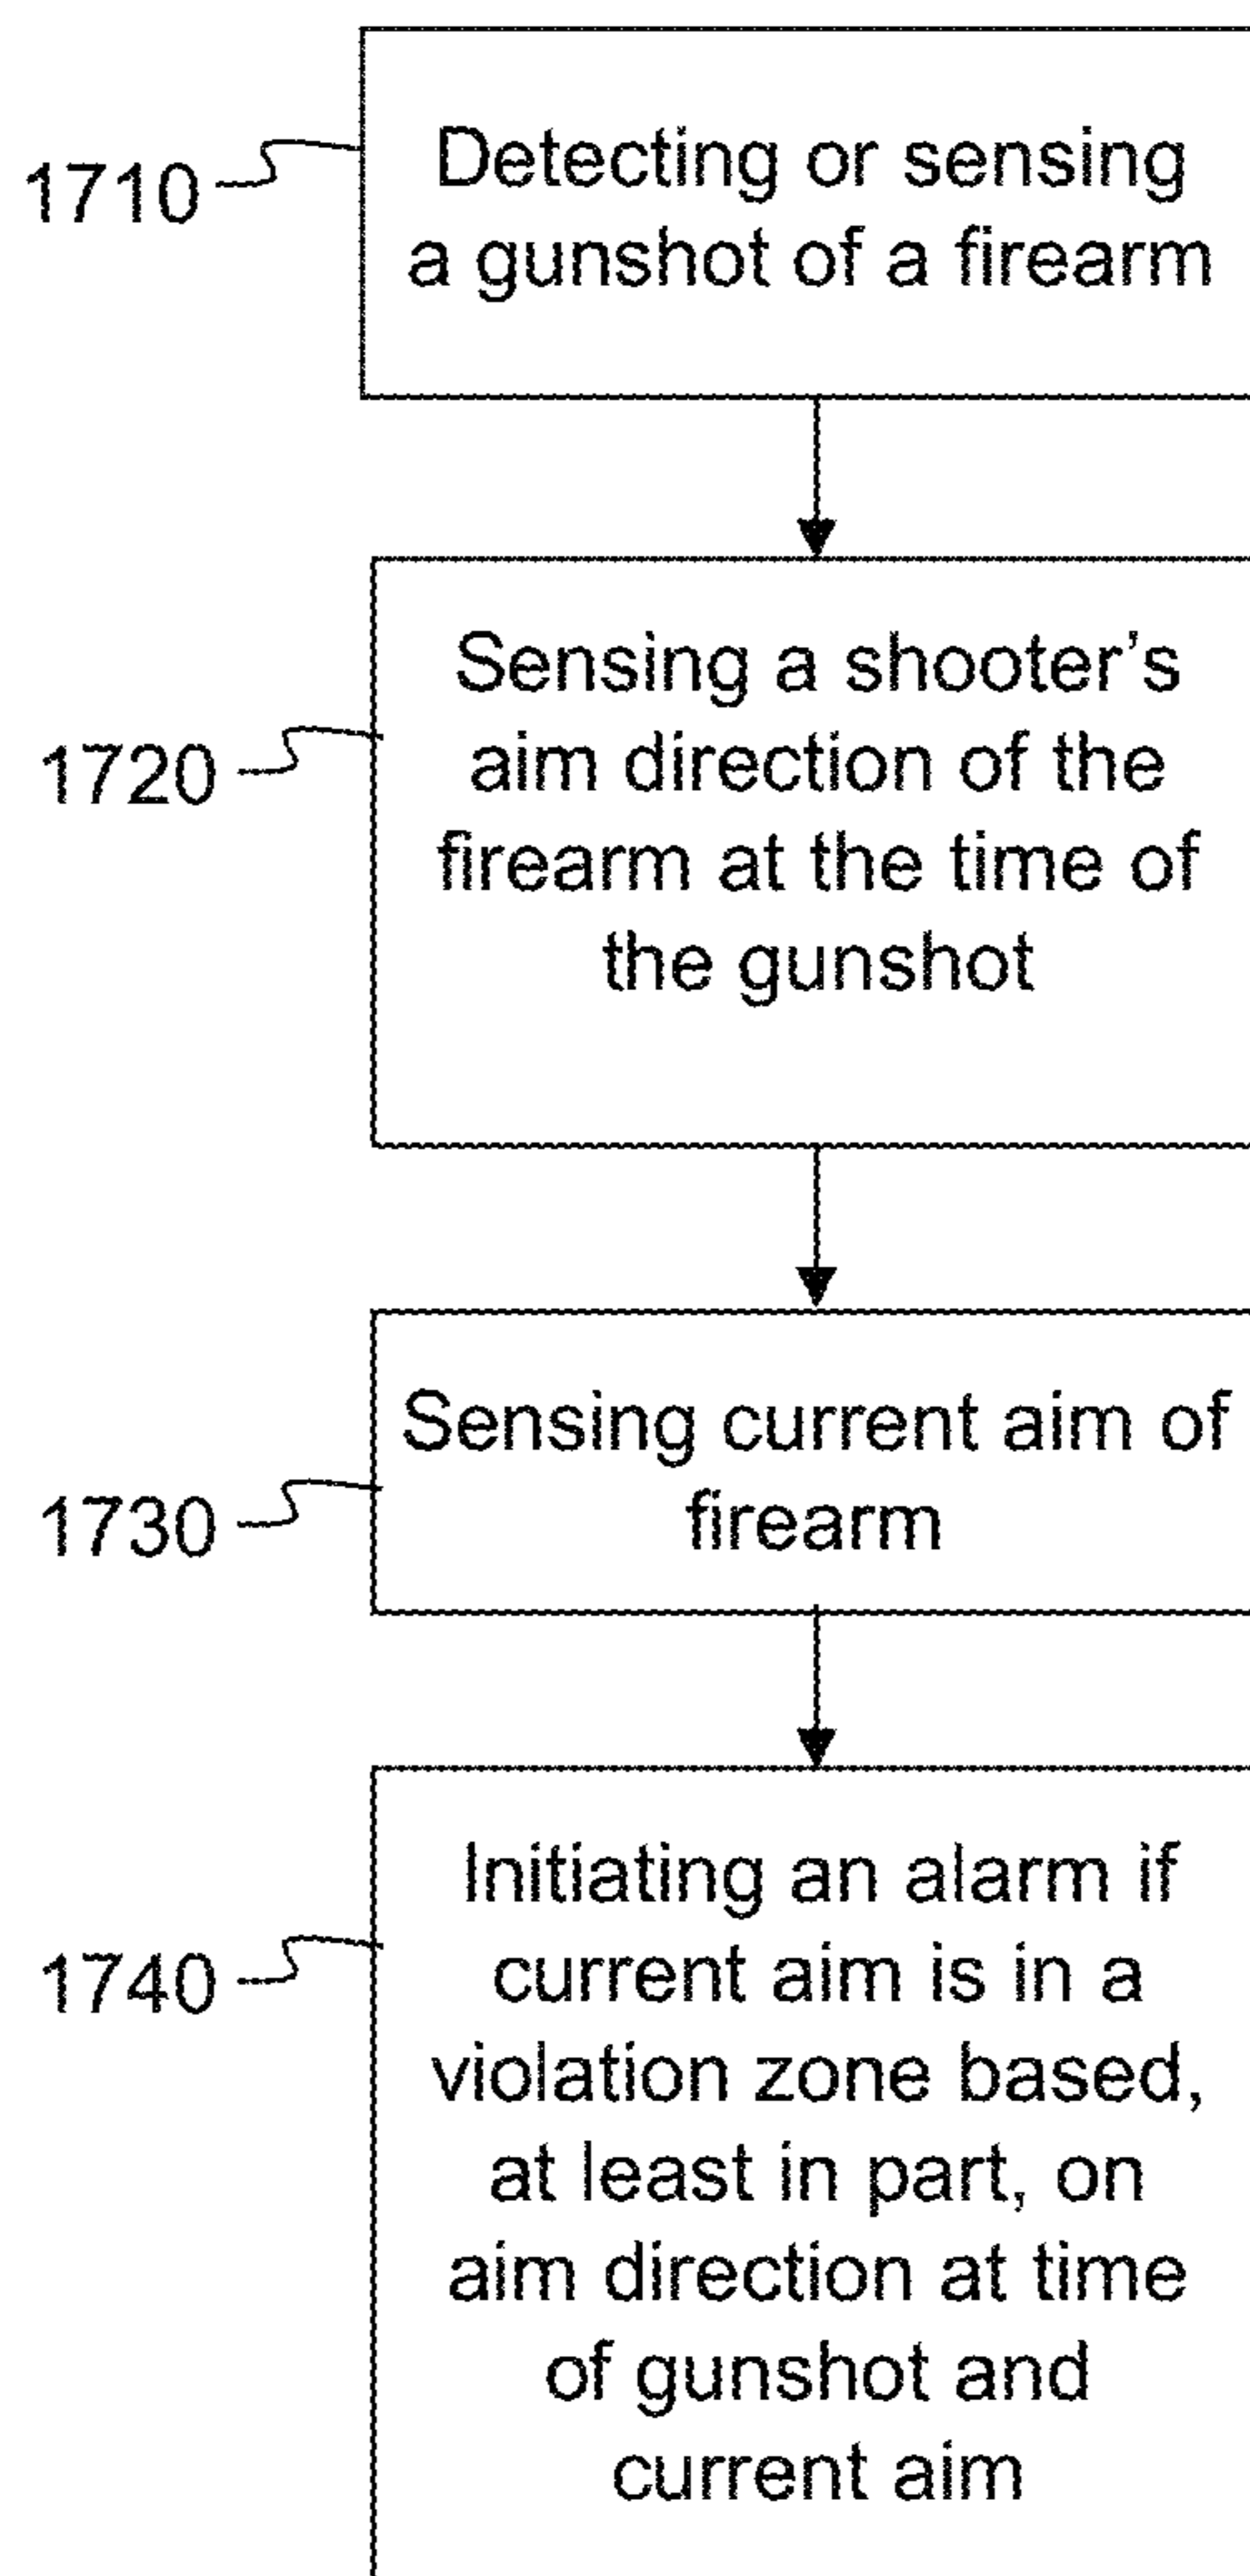 1710
Detecting or sensing
a gunshot of a firearm
1720
Sensing a shooter’s
aim direction of the
firearm at the time of
the gunshot
1730
Sensing current aim of
firearm
1740
Initiating an alarm if
current aim is in a
violation zone based,
at least in part, on
aim direction at time
of gunshot and
current aim